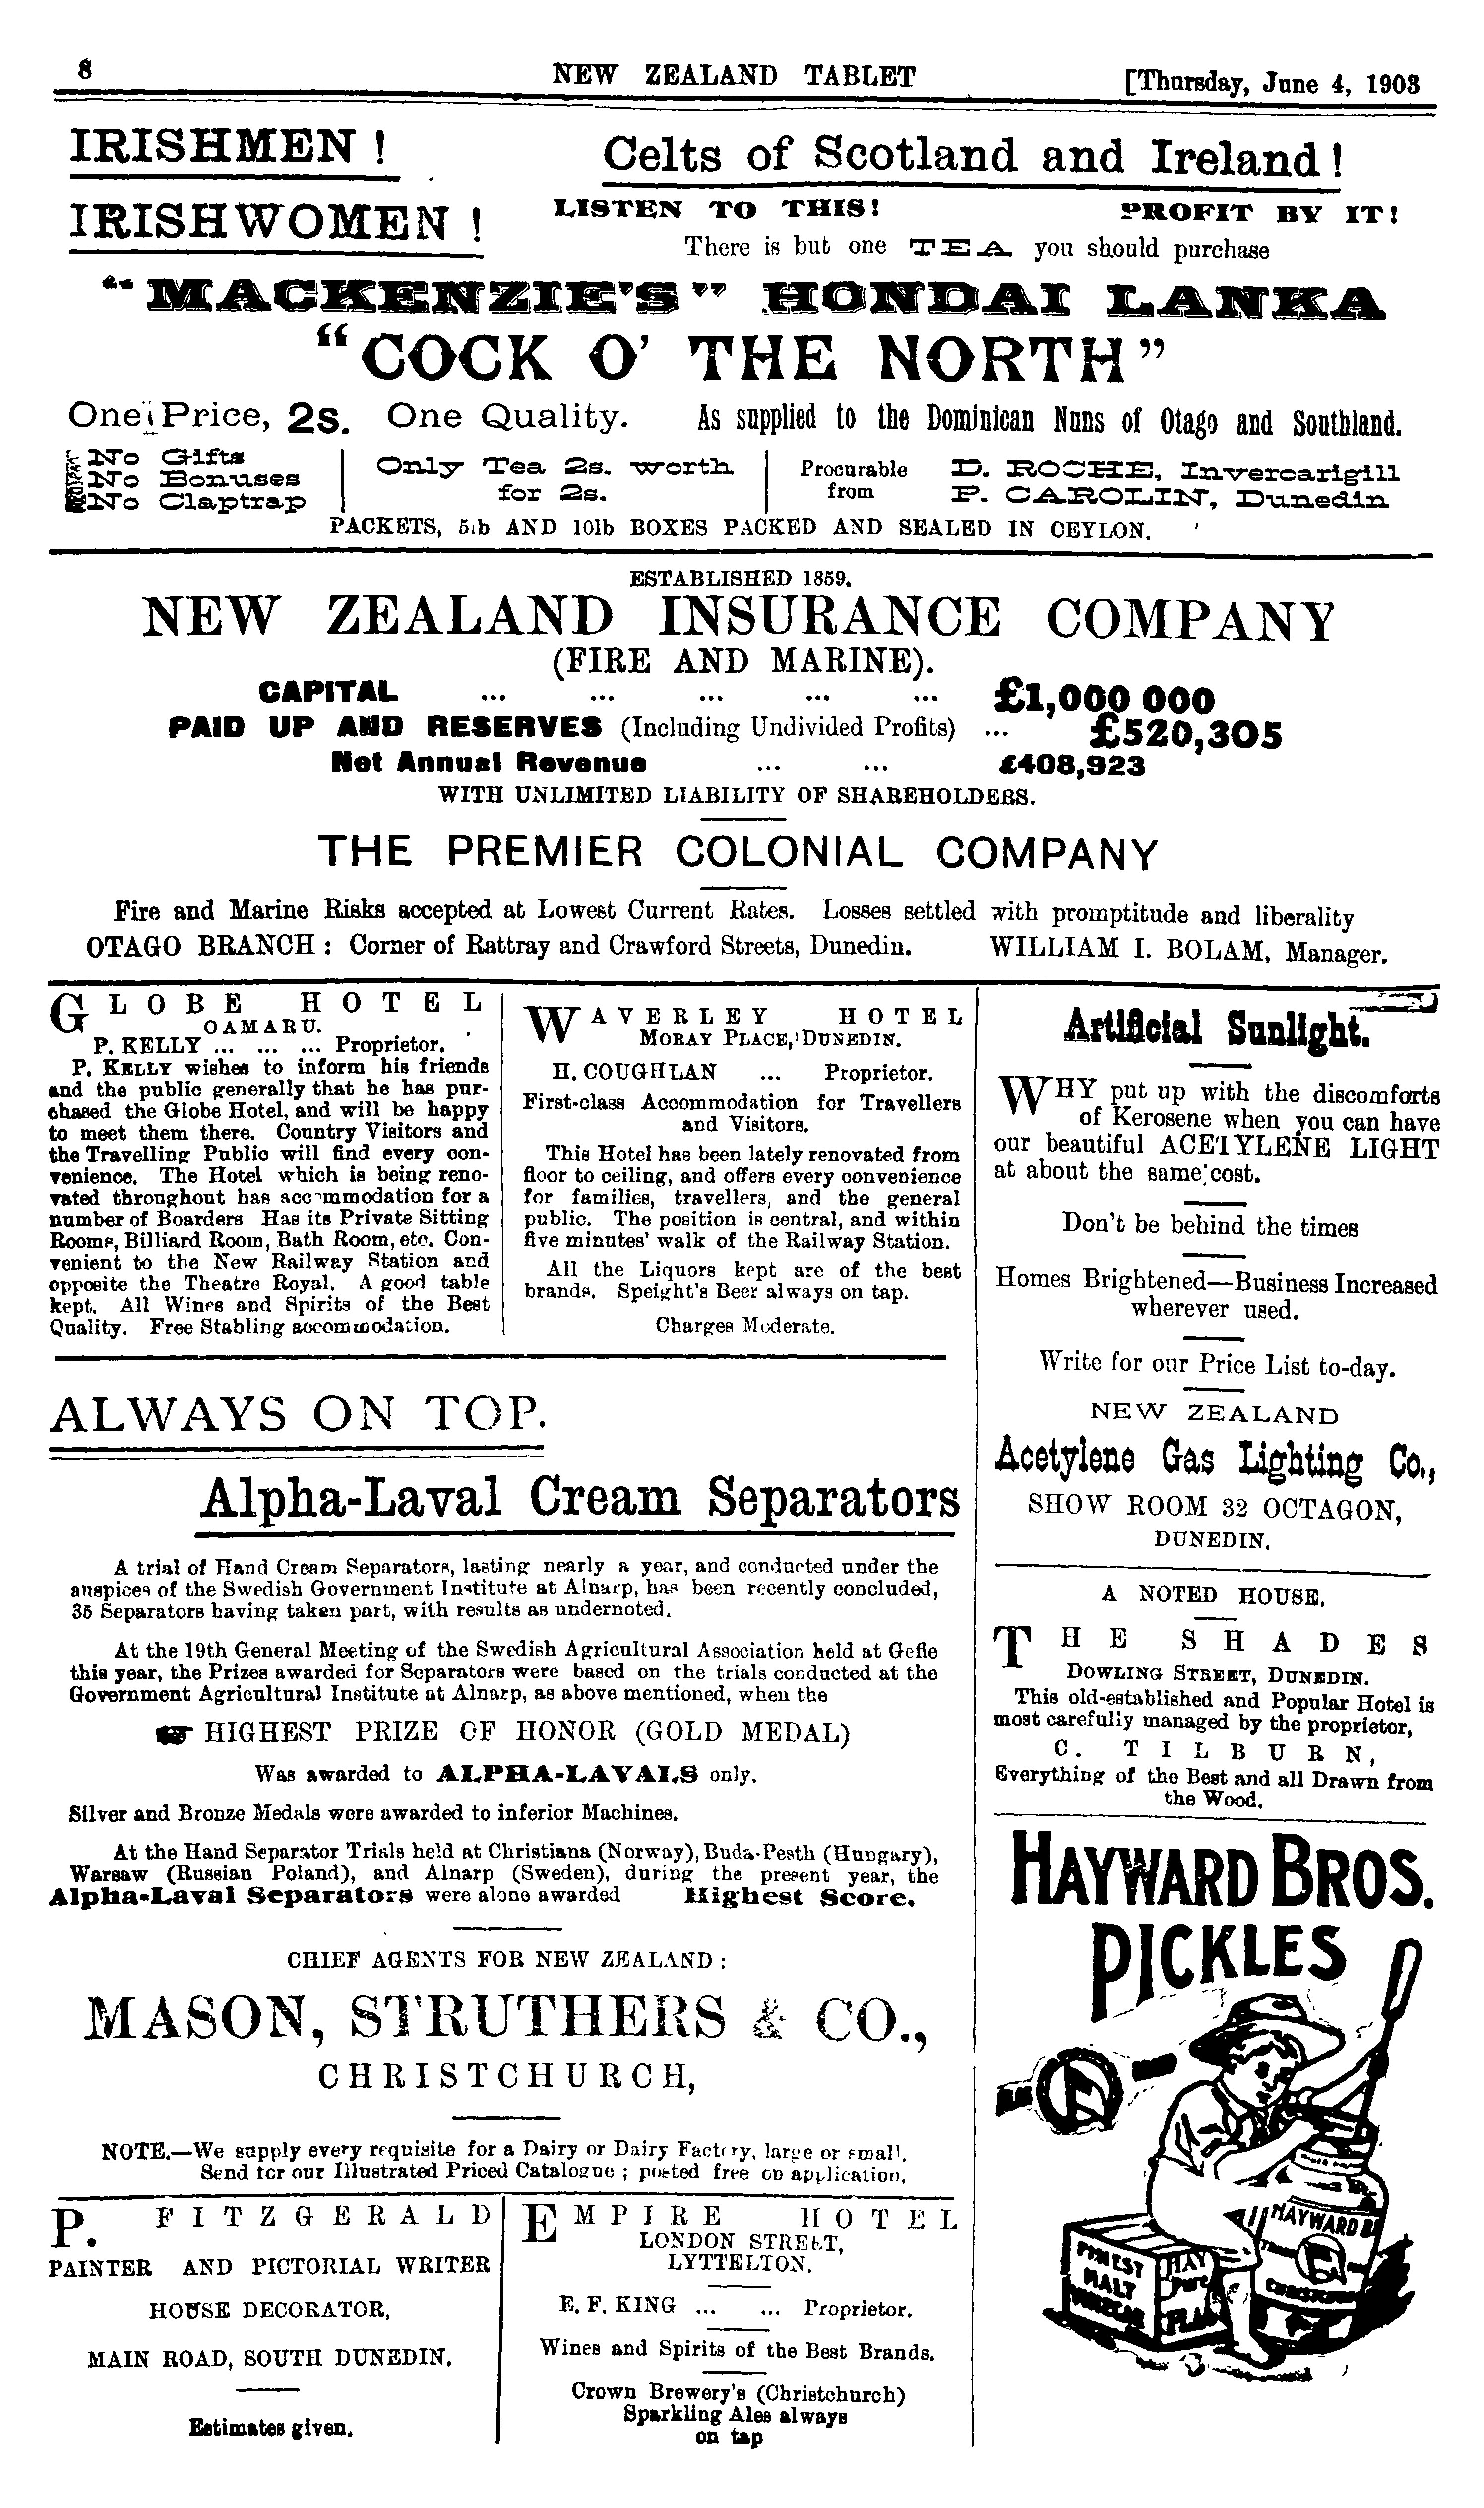 8
NEW ZEALAND TABLET
[Thursday, June 4, 1903
IRISHMEN !
IRISHWOMEN !
Celts of Scotland and Ireland !
LISTEN TO THIS! PROFIT BY IT!
There is but one TEA you should purchase
"MACKENZIE'S" HONDAI LANKA
"COCK O' THE NORTH"
One Price, 2s. One Quality. As supplied to the Dominican Nuns of Otago and Southland.
No Gifts
No Bonuses
No Claptrap
Only Tea 2s. worth
for 2s.
Procurable
from
D. ROCHE, Invercarigill
P. CAROLIN, Dunedin
PACKETS, 5lb AND 10lb BOXES PACKED AND SEALED IN CEYLON.
ESTABLISHED 1859.
NEW ZEALAND INSURANCE COMPANY
(FIRE AND MARINE).
CAPITAL ... ... ... ... ... £1,000 000
PAID UP AND RESERVES (Including Undivided Profits) ... £520,305
Net Annual Revenue ... ... £408,923
WITH UNLIMITED LIABILITY OF SHAREHOLDERS.
THE PREMIER COLONIAL COMPANY
Fire and Marine Risks accepted at Lowest Current Rates. Losses settled with promptitude and liberality
OTAGO BRANCH : Corner of Rattray and Crawford Streets, Dunedin. WILLIAM I. BOLAM, Manager.
GLOBE HOTEL
OAMARU.
P. KELLY ... ... ... Proprietor.
P. KELLY wishes to inform his friends
and the public generally that he has pur-
chased the Globe Hotel, and will be happy
to meet them there. Country Visitors and
the Travelling Public will find every con-
venience. The Hotel which is being reno-
vated throughout has accommodation for a
number of Boarders Has its Private Sitting
Rooms, Billiard Room, Bath Room, etc. Con-
venient to the New Railway Station and
opposite the Theatre Royal. A good table
kept. All Wines and Spirits of the Best
Quality. Free Stabling accommodation.
WAVERLEY HOTEL
MORAY PLACE, DUNEDIN.
H. COUGHLAN ... Proprietor.
First-class Accommodation for Travellers
and Visitors.
This Hotel has been lately renovated from
floor to ceiling, and offers every convenience
for families, travellers, and the general
public. The position is central, and within
five minutes' walk of the Railway Station.
All the Liquors kept are of the best
brands. Speight's Beer always on tap.
Charges Moderate.
ALWAYS ON TOP.
Alpha-Laval Cream Separators
A trial of Hand Cream Separators, lasting nearly a year, and conducted under the
auspices of the Swedish Government Institute at Alnarp, has been recently concluded,
35 Separators having taken part, with results as undernoted.
At the 19th General Meeting of the Swedish Agricultural Association held at Gefle
this year, the Prizes awarded for Separators were based on the trials conducted at the
Government Agricultural Institute at Alnarp, as above mentioned, when the
HIGHEST PRIZE OF HONOR (GOLD MEDAL)
Was awarded to ALPHA-LAVALS only.
Silver and Bronze Medals were awarded to inferior Machines.
At the Hand Separator Trials held at Christiana (Norway), Buda-Pesth (Hungary),
Warsaw (Russian Poland), and Alnarp (Sweden), during the present year, the
Alpha-Laval Separators were alone awarded Highest Score.
CHIEF AGENTS FOR NEW ZEALAND :
MASON, STRUTHERS & CO.,
CHRISTCHURCH,
NOTE.—We supply every requisite for a Dairy or Dairy Factory, large or small.
Send for our Illustrated Priced Catalogue ; posted free on application.
P. FITZGERALD
PAINTER AND PICTORIAL WRITER
HOUSE DECORATOR,
MAIN ROAD, SOUTH DUNEDIN.
Estimates given.
EMPIRE HOTEL
LONDON STREET,
LYTTELTON.
E. F. KING ... ... Proprietor.
Wines and Spirits of the Best Brands.
Crown Brewery's (Christchurch)
Sparkling Ales always
on tap
Artificial Sunlight.
WHY put up with the discomforts
of Kerosene when you can have
our beautiful ACETYLENE LIGHT
at about the same cost.
Don't be behind the times
Homes Brightened—Business Increased
wherever used.
Write for our Price List to-day.
NEW ZEALAND
Acetylene Gas Lighting Co.,
SHOW ROOM 32 OCTAGON,
DUNEDIN.
A NOTED HOUSE.
THE SHADES
DOWLING STREET, DUNEDIN.
This old-established and Popular Hotel is
most carefully managed by the proprietor,
C. TILBURN,
Everything of the Best and all Drawn from
the Wood.
HAYWARD BROS.
PICKLES
HAYWARD B
FINEST
MALT
VINEGAR
HAY
Pure